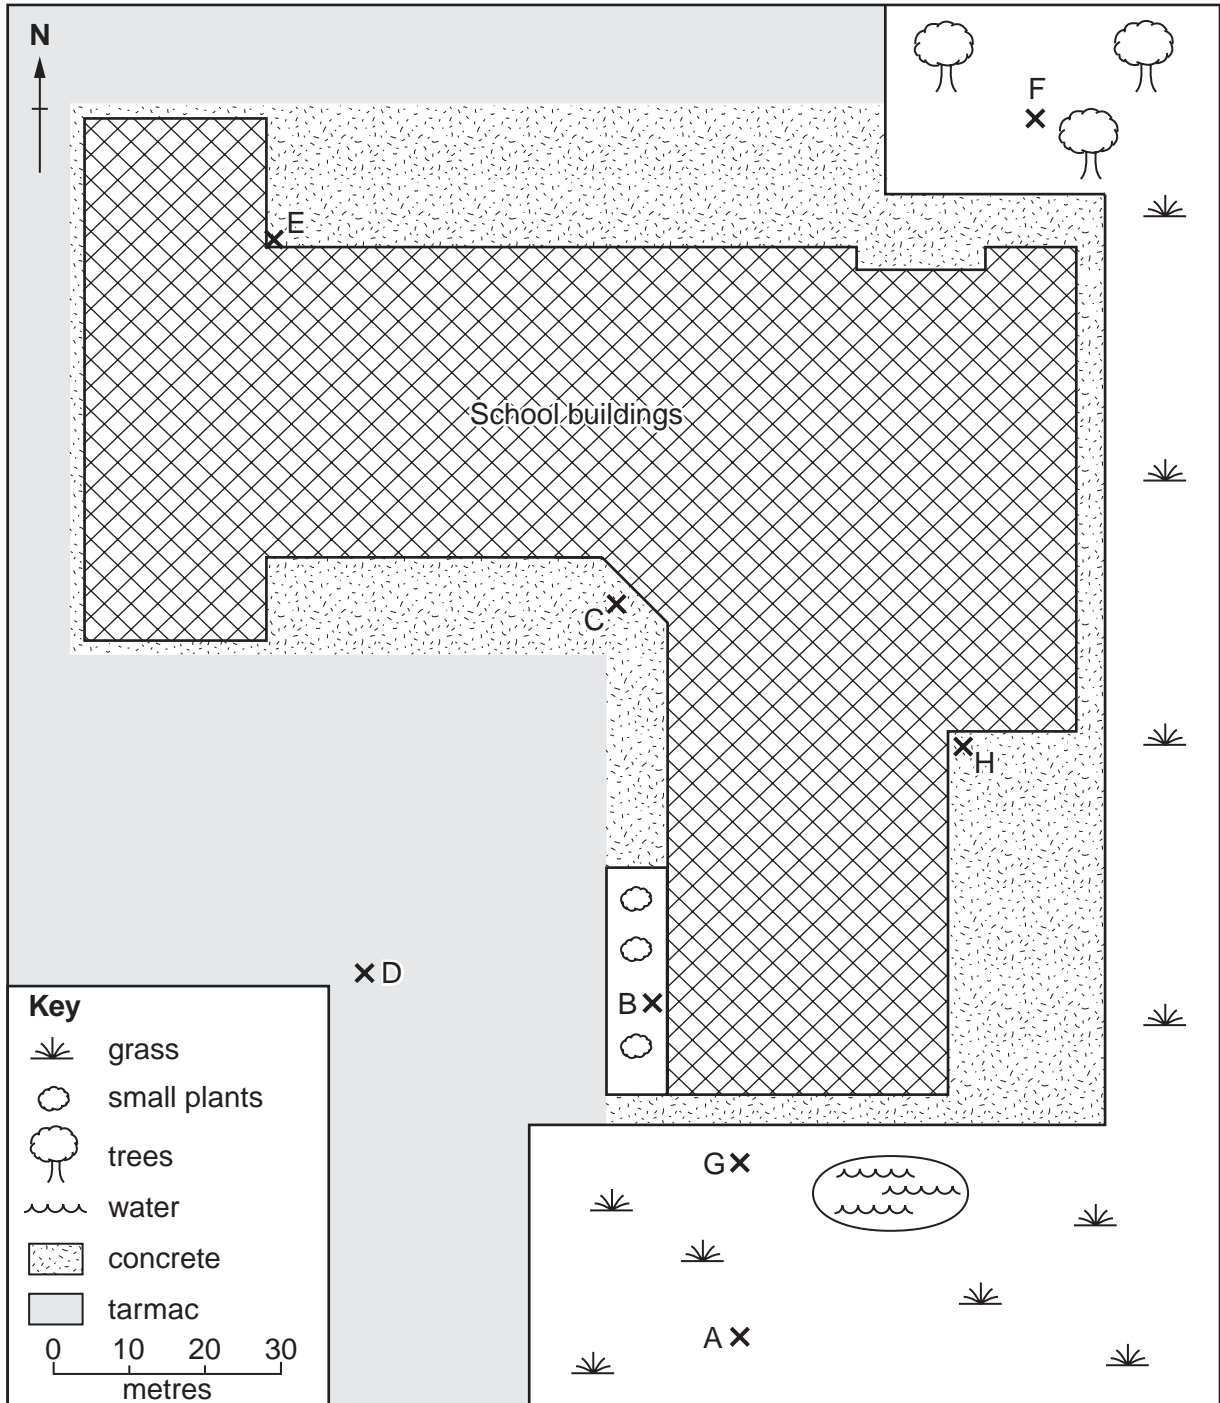 N
F
E
School buildings
C
H
D
B
Key
grass
small plants
trees
water
concrete
tarmac
0 10 20 30
metres
G
A